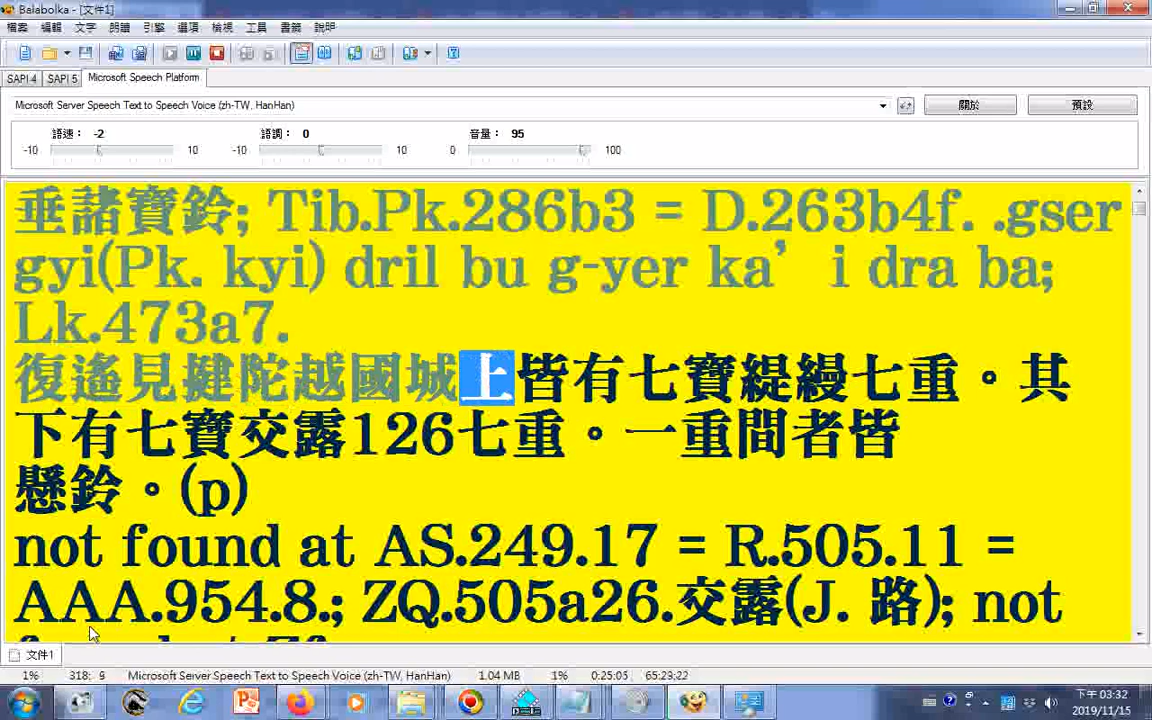 Balabolka - [文件1]
檔案 編輯 文字 朗讀 引擎 選項 檢視 工具 書籤 說明
SAPI 4 SAPI 5 Microsoft Speech Platform
Microsoft Server Speech Text to Speech Voice (zh-TW, HanHan) 關於 預設
語速： -2 語調： 0 音量： 95
-10 10 -10 10 0 100
垂諸寶鈴; Tib.Pk.286b3 = D.263b4f. .gser
gyi(Pk. kyi) dril bu g-yer ka’i dra ba;
Lk.473a7.
復遙見揵陀越國城上皆有七寶緹縵七重。其
下有七寶交露126七重。一重間者皆
懸鈴。(p)
not found at AS.249.17 = R.505.11 =
AAA.954.8.; ZQ.505a26.交露(J. 路); not
文件1
1% 318: 9 Microsoft Server Speech Text to Speech Voice (zh-TW, HanHan) 1.04 MB 1% 0:25:05 65:29:22
下午 03:32
2019/11/15